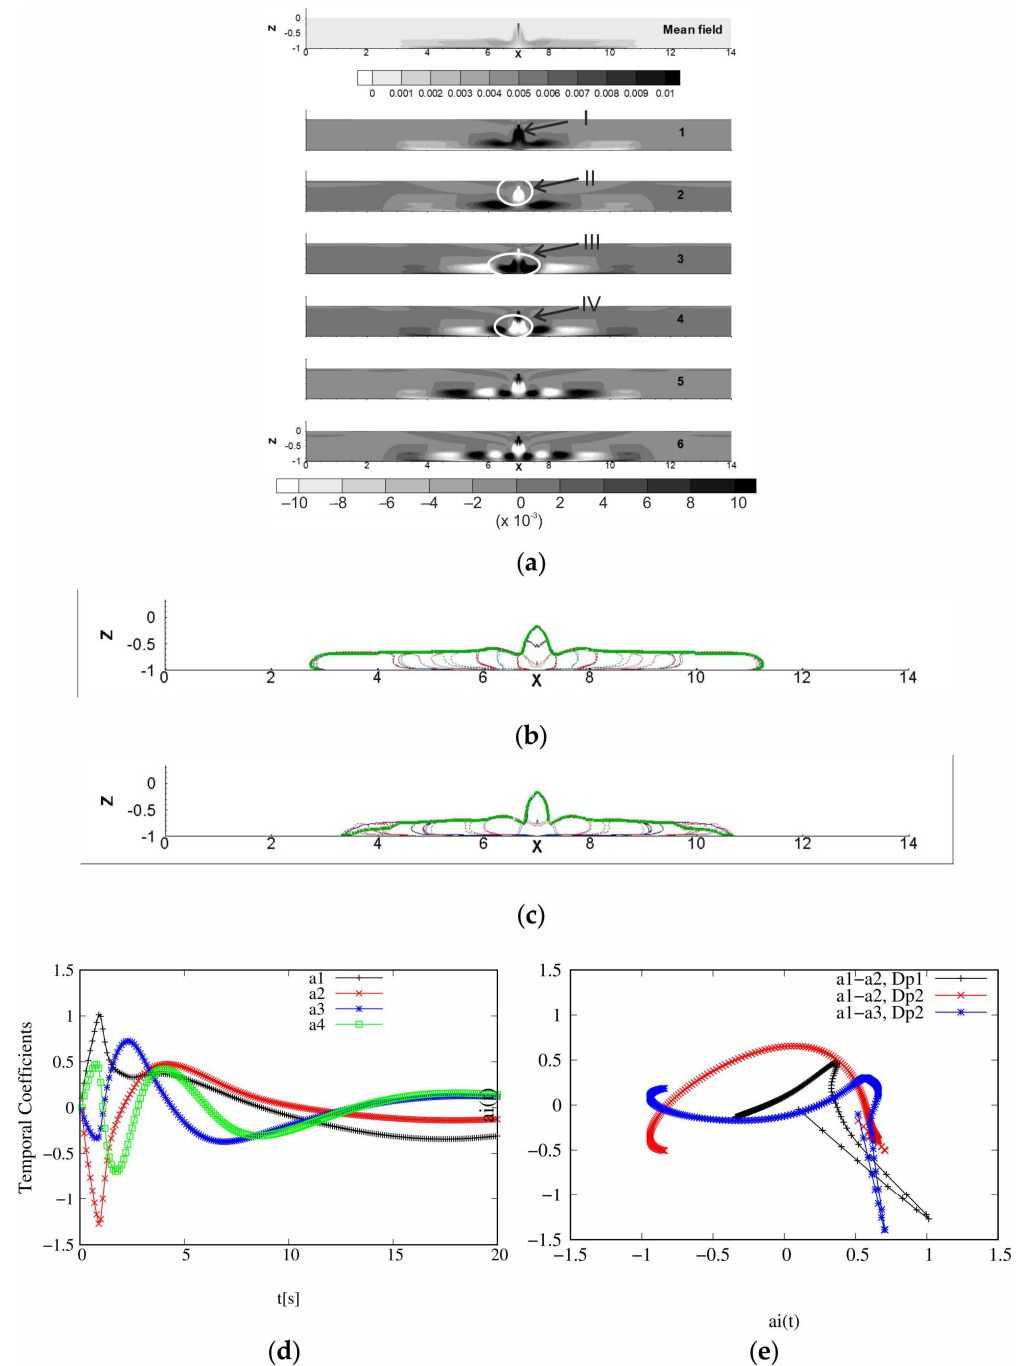 Z
0
-0.5
-1
Mean field
0 2 4 6 8 10 12 14
X
0 0.001 0.002 0.003 0.004 0.005 0.006 0.007 0.008 0.009 0.01
I
1
II
2
III
3
IV
4
5
Z
0
-0.5
-1
6
0 2 4 6 8 10 12 14
X
−10 −8 −6 −4 −2 0 2 4 6 8 10
(x 10-3)
(a)
Z
0
-0.5
-1
0 2 4 6 8 10 12 14
X
(b)
Z
0
-0.5
-1
0 2 4 6 8 10 12 14
X
(c)
Temporal Coefficients
1.5
1
0.5
0
−0.5
−1
−1.5
a1
a2
a3
a4
0 5 10 15 20
t[s]
(d)
ai(t)
1.5
1
0.5
0
−0.5
−1
−1.5
a1−a2, Dp1
a1−a2, Dp2
a1−a3, Dp2
−1.5 −1 −0.5 0 0.5 1 1.5
ai(t)
(e)